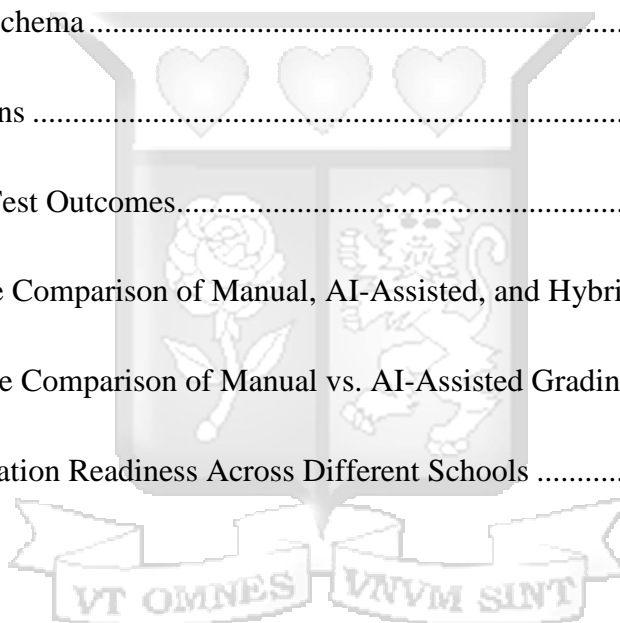 chema ..........................................................
ns ....................................................................
est Outcomes................................................
e Comparison of Manual, AI-Assisted, and Hybri
e Comparison of Manual vs. AI-Assisted Gradin
ation Readiness Across Different Schools ............
VT OMNES VNVM SINT